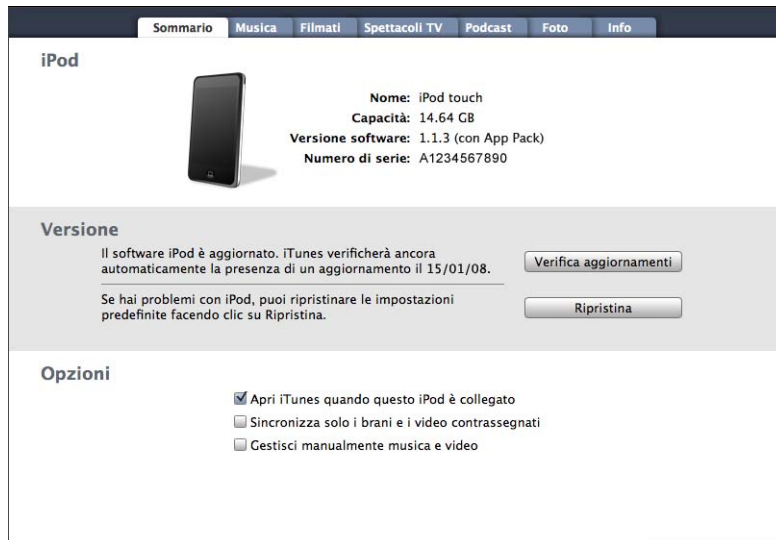 Sommario Musica Filmati Spettacoli TV Podcast Foto Info
iPod
Nome: iPod touch
Capacità: 14.64 GB
Versione software: 1.1.3 (con App Pack)
Numero di serie: A1234567890
Versione
Il software iPod è aggiornato. iTunes verificherà ancora
automaticamente la presenza di un aggiornamento il 15/01/08.
Verifica aggiornamenti
Se hai problemi con iPod, puoi ripristinare le impostazioni
predefinite facendo clic su Ripristina.
Ripristina
Opzioni
Apri iTunes quando questo iPod è collegato
Sincronizza solo i brani e i video contrassegnati
Gestisci manualmente musica e video